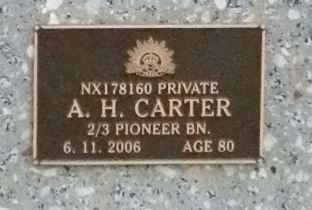 NX178160 PRIVATE
A. H. CARTER
2/3 PIONEER BN.
6. 11. 2006 AGE 80